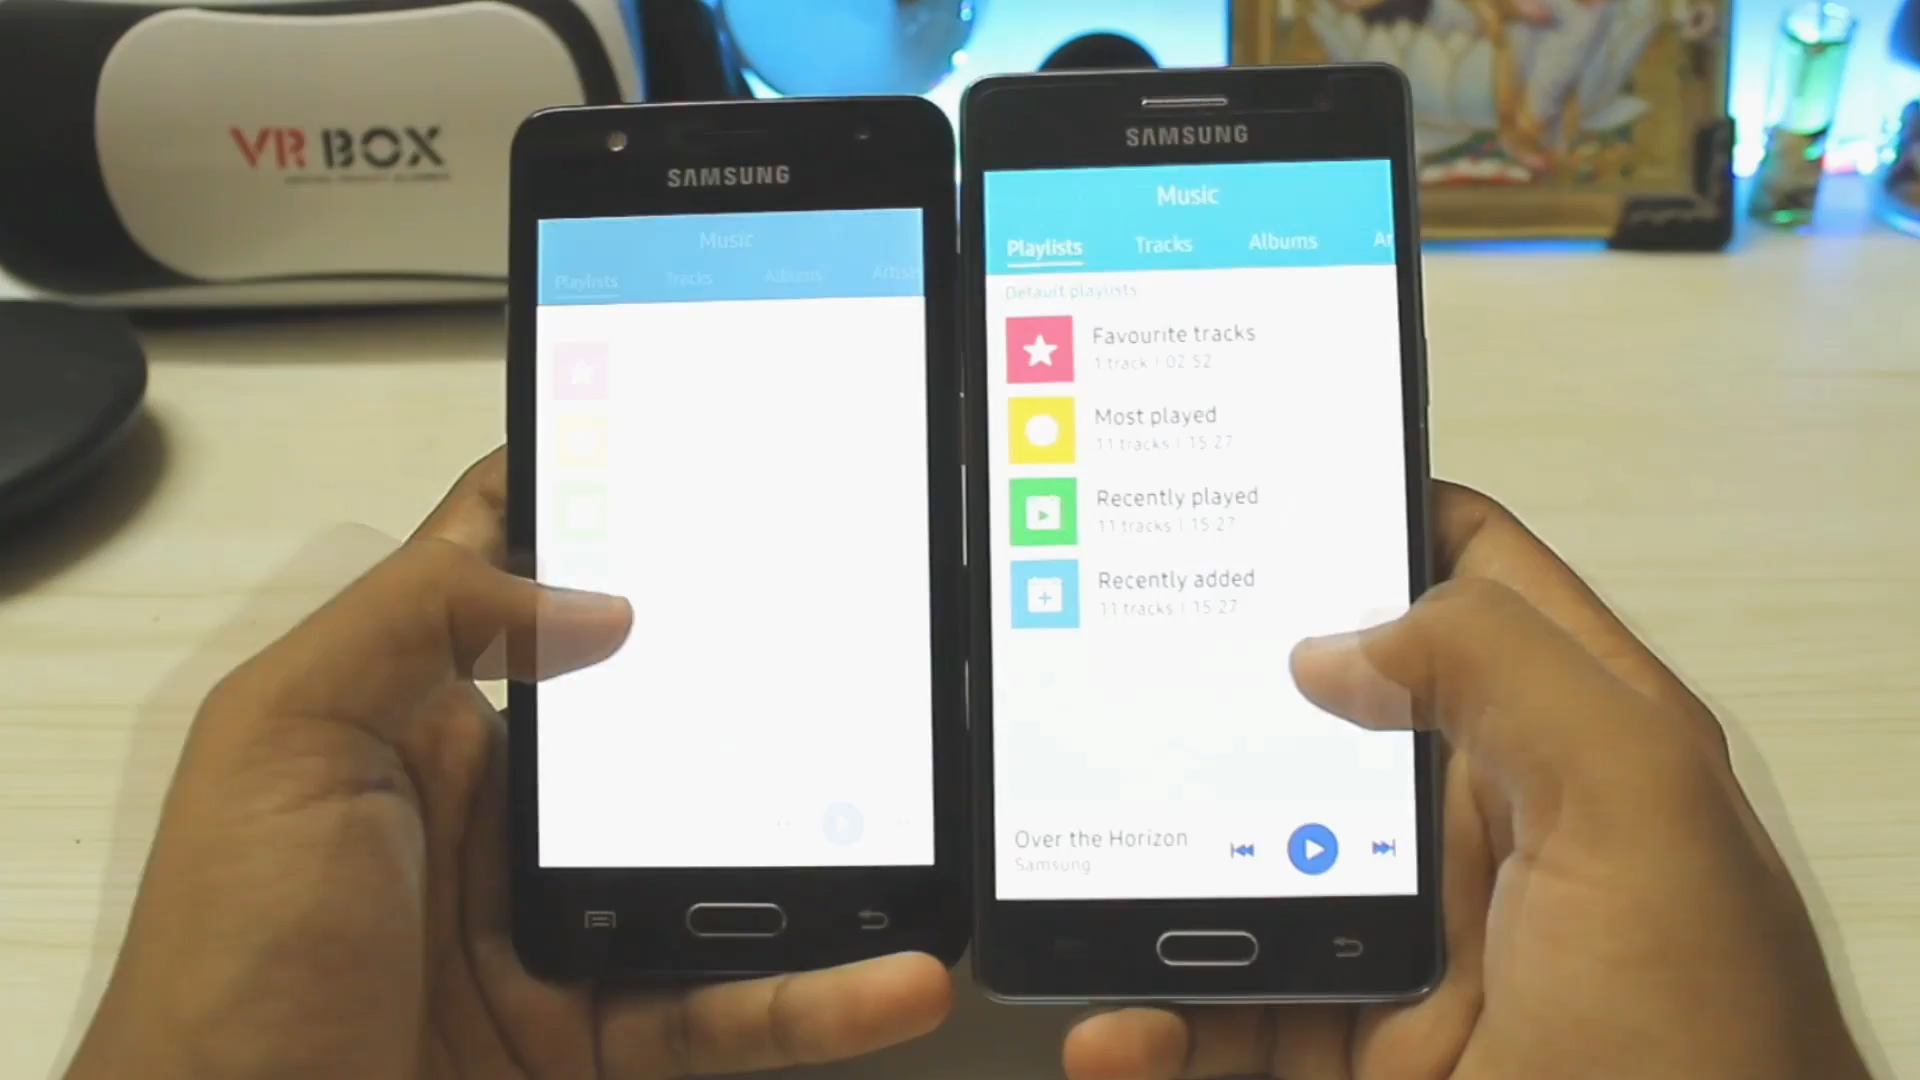 VR BOX
SAMSUNG
Music
Playlists Tracks Albums Artists
SAMSUNG
Music
Playlists Tracks Albums Ar
Default playlists
Favourite tracks
1 track | 02:52
Most played
11 tracks | 15:27
Recently played
11 tracks | 15:27
Recently added
11 tracks | 15:27
Over the Horizon
Samsung